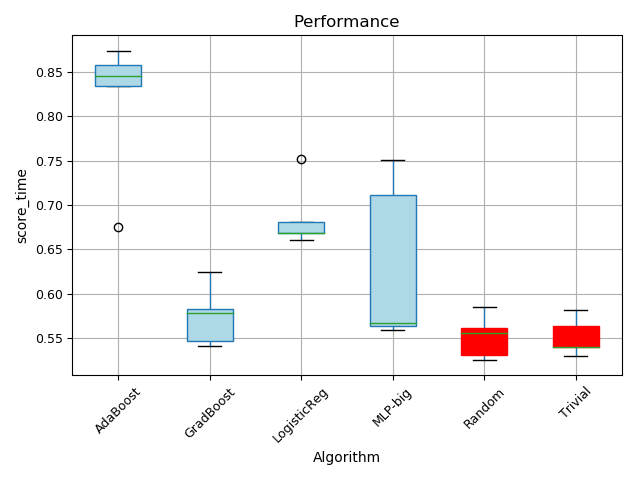 Performance
score_time
0.85
0.80
0.75
0.70
0.65
0.60
0.55
AdaBoost
GradBoost
LogisticReg
MLP-big
Random
Trivial
Algorithm